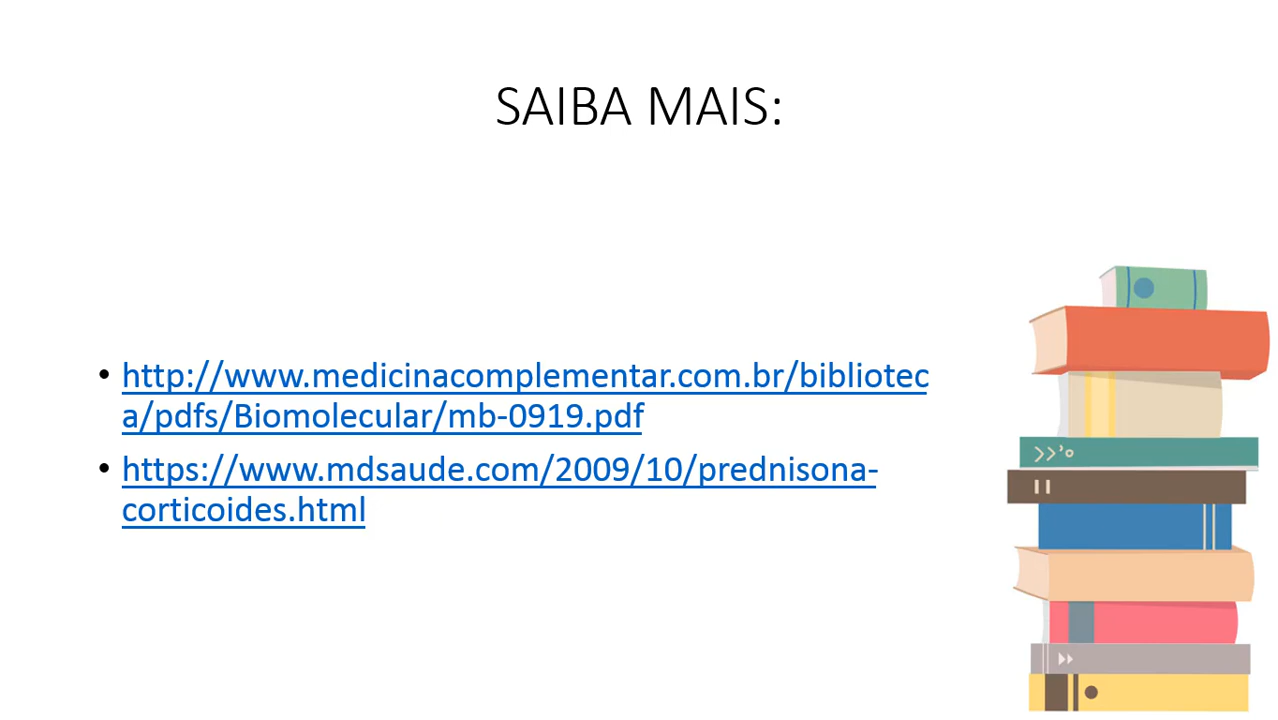 SAIBA MAIS:
• http://www.medicinacomplementar.com.br/bibliotec
a/pdfs/Biomolecular/mb-0919.pdf
• https://www.mdsaude.com/2009/10/prednisona-
corticoides.html